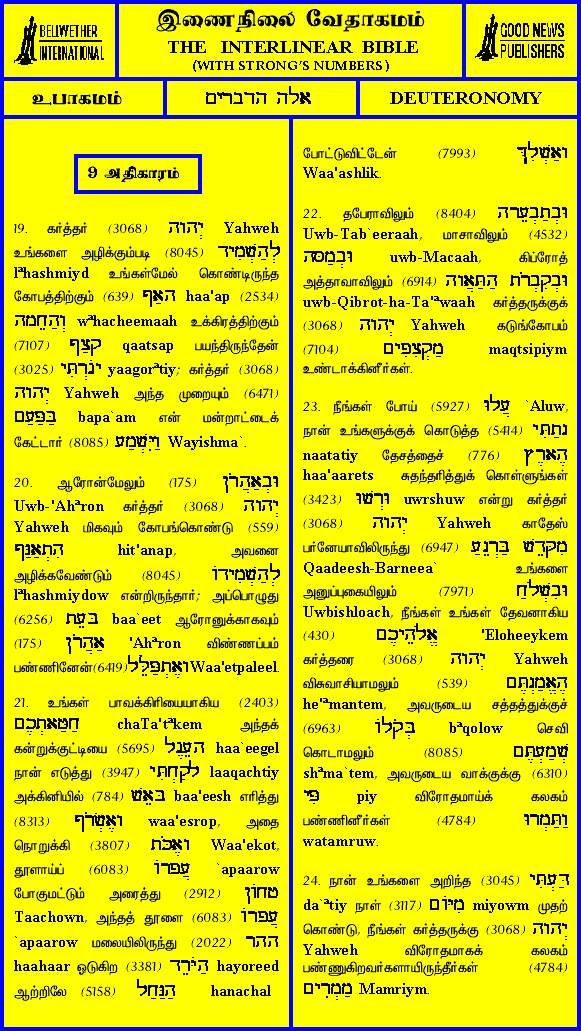 BELLWETHER
INTERNATIONAL
இணைநிலை வேதாகமம்
THE INTERLINEAR BIBLE
(WITH STRONG'S NUMBERS)
GOOD NEWS
PUBLISHERS
உபாகமம்
אלה הדברים
DEUTERONOMY
9 அதிகாரம்
19. கர்த்தர் (3068) יְהוָה Yahweh
உங்களை அழிக்கும்படி (8045) לְהַשְׁמִיד
lªhashmiyd உங்கள்மேல் கொண்டிருந்த
கோபத்திற்கும் (639) הָאַף haa'ap (2534)
וְהַחֵמָה wªhacheemaah உக்கிரத்திற்கும்
(7107) קָצַף qaatsap பயந்திருந்தேன்
(3025) יָגֹרְתִּי yaagorªtiy; கர்த்தர் (3068)
יְהוָה Yahweh அந்த முறையும் (6471)
בַּפַּעַם bapa`am என் மன்றாட்டைக்
கேட்டார் (8085) וַיִּשְׁמַע Wayishma`.
20. ஆரோன்மேலும் (175) וּבְאַהֲרֹן
Uwb-'Ahªron கர்த்தர் (3068) יְהוָה
Yahweh மிகவும் கோபங்கொண்டு (559)
הִתְאַנַּף hit'anap, அவனை
அழிக்கவேண்டும் (8045) לְהַשְׁמִידוֹ
lªhashmiydow என்றிருந்தார்; அப்பொழுது
(6256) בָּעֵת baa`eet ஆரோனுக்காகவும்
(175) אַהֲרֹן 'Ahªron விண்ணப்பம்
பண்ணினேன்(6419)וָאֶתְפַּלֵּל Waa'etpaleel.
21. உங்கள் பாவக்கிரியையாகிய (2403)
חַטַּאתְכֶם chaTa'tªkem அந்தக்
கன்றுக்குட்டியை (5695) הָעֵגֶל haa`eegel
நான் எடுத்து (3947) לָקַחְתִּי laaqachtiy
அக்கினியில் (784) בָּאֵשׁ baa'eesh எரித்து
(8313) וָאֶשְׂרֹף waa'esrop, அதை
நொறுக்கி (3807) וָאֶכֹּת Waa'ekot,
தூளாய்ப் (6083) עֲפָרוֹ `apaarow
போகுமட்டும் அரைத்து (2912) טָחוֹן
Taachown, அந்தத் தூளை (6083) עֲפָרוֹ
`apaarow மலையிலிருந்து (2022) הָהָר
haahaar ஓடுகிற (3381) הַיֹּרֵד hayoreed
ஆற்றிலே (5158) הַנַּחַל hanachal
போட்டுவிட்டேன் (7993) וָאַשְׁלִךְ
Waa'ashlik.
22. தபேராவிலும் (8404) וּבְתַבְעֵרָה
Uwb-Tab`eeraah, மாசாவிலும் (4532)
וּבְמַסָּה uwb-Macaah, கிப்ரோத்
அத்தாவாவிலும் (6914) וּבְקִבְרֹת הַתַּאֲוָה
uwb-Qibrot-ha-Ta'ªwaah கர்த்தருக்குக்
(3068) יְהוָה Yahweh கடுங்கோபம்
(7104) מַקְצִפִים maqtsipiym
உண்டாக்கினீர்கள்.
23. நீங்கள் போய் (5927) עֲלוּ `Aluw,
நான் உங்களுக்குக் கொடுத்த (5414) נָתַתִּי
naatatiy தேசத்தைச் (776) הָאָרֶץ
haa'aarets சுதந்தரித்துக் கொள்ளுங்கள்
(3423) וּרְשׁוּ uwrshuw என்று கர்த்தர்
(3068) יְהוָה Yahweh காதேஸ்
பர்னேயாவிலிருந்து (6947) מִקָּדֵשׁ בַּרְנֵעַ
Qaadeesh-Barneea` உங்களை
அனுப்புகையிலும் (7971) וּבִשְׁלֹחַ
Uwbishloach, நீங்கள் உங்கள் தேவனாகிய
(430) אֱלֹהֵיכֶם 'Eloheeykem
கர்த்தரை (3068) יְהוָה Yahweh
விசுவாசியாமலும் (539) הֶאֱמַנְתֶּם
he'ªmantem, அவருடைய சத்தத்துக்குச்
(6963) בְּקֹלוֹ bªqolow செவி
கொடாமலும் (8085) שְׁמַעְתֶּם
shªma`tem, அவருடைய வாக்குக்கு (6310)
פִּי piy விரோதமாய்க் கலகம்
பண்ணினீர்கள் (4784) וַתַּמְרוּ
watamruw.
24. நான் உங்களை அறிந்த (3045) דַּעְתִּי
da`ªtiy நாள் (3117) מִיּוֹם miyowm முதற்
கொண்டு, நீங்கள் கர்த்தருக்கு (3068) יְהוָה
Yahweh விரோதமாகக் கலகம்
பண்ணுகிறவர்களாயிருந்தீர்கள் (4784)
מַמְרִים Mamriym.